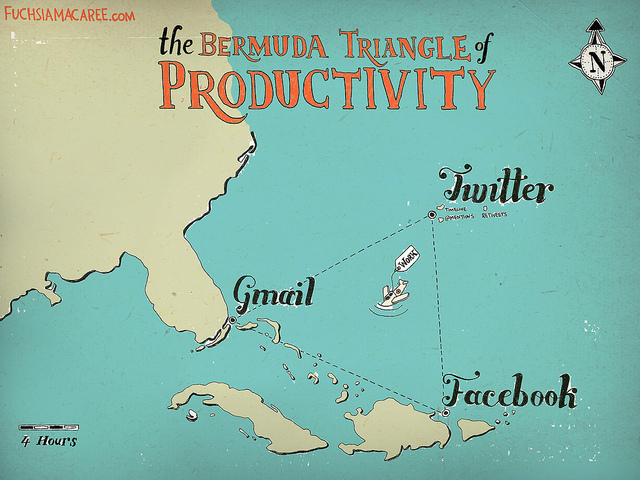 FUCHSIAMACAREE.COM
the BERMUDA TRIANGLE of
PRODUCTIVITY
N
Twitter
TIMELINE
@MENTIONS RETWEETS
WORK
Gmail
Facebook
4 Hours